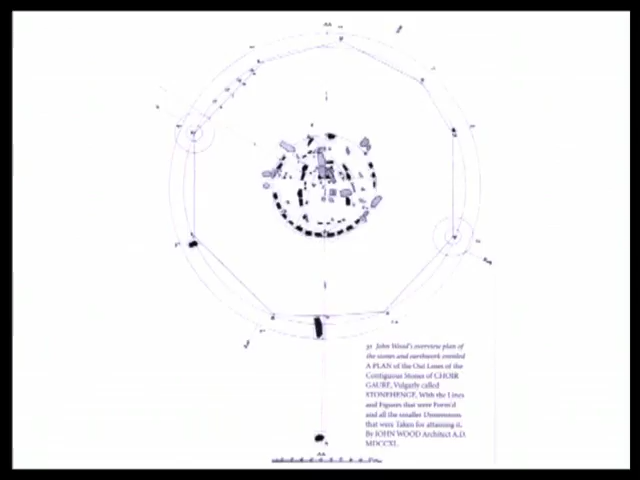 31 John Wood's overview plan of
the stones and earthwork entitled
A PLAN of the Out Lines of the
Contiguous Stones of CHOIR
GAURE, Vulgarly called
STONEHENGE, With the Lines
and Figures that were Form'd
and all the smaller Dimensions
that were Taken for attaining it.
By JOHN WOOD Architect A.D.
MDCCXL.